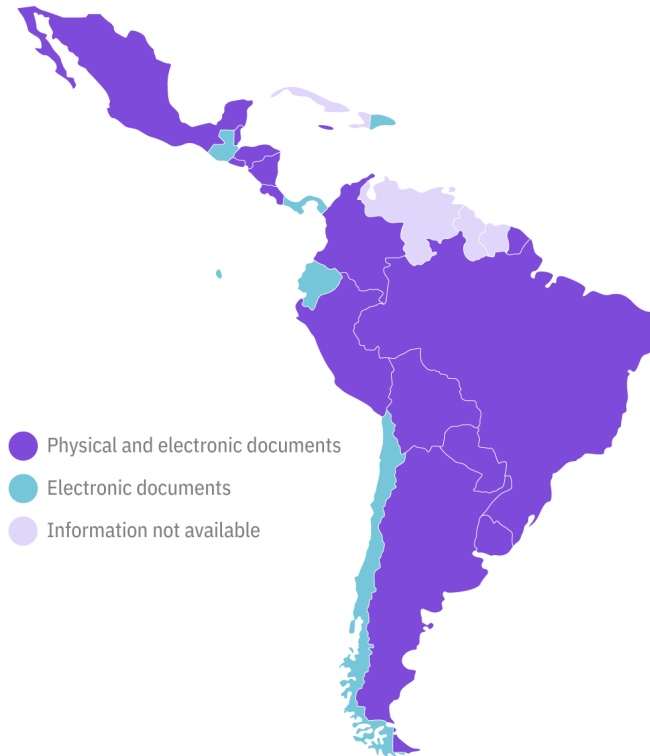 Physical and electronic documents
Electronic documents
Information not available